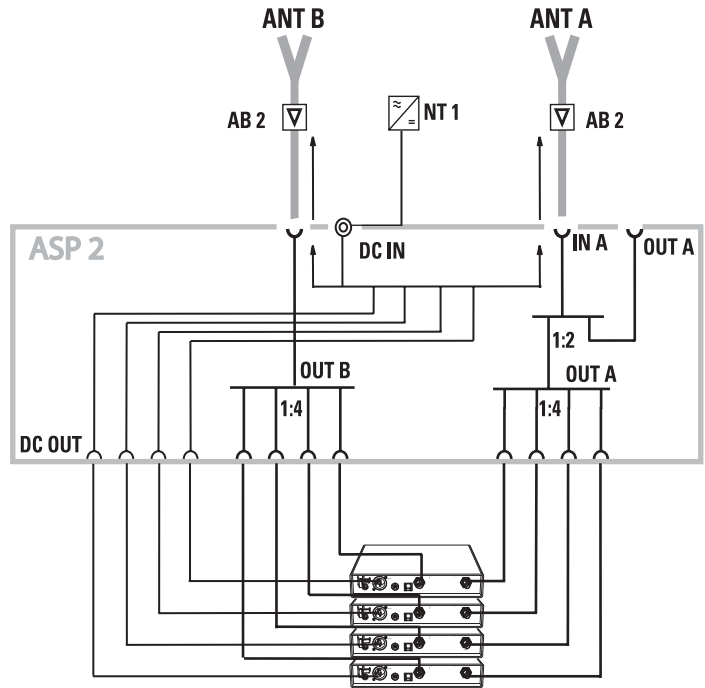 ANT B
ANT A
AB 2
NT 1
AB 2
ASP 2
DC IN
IN A
OUT A
1:2
OUT B
OUT A
1:4
1:4
DC OUT